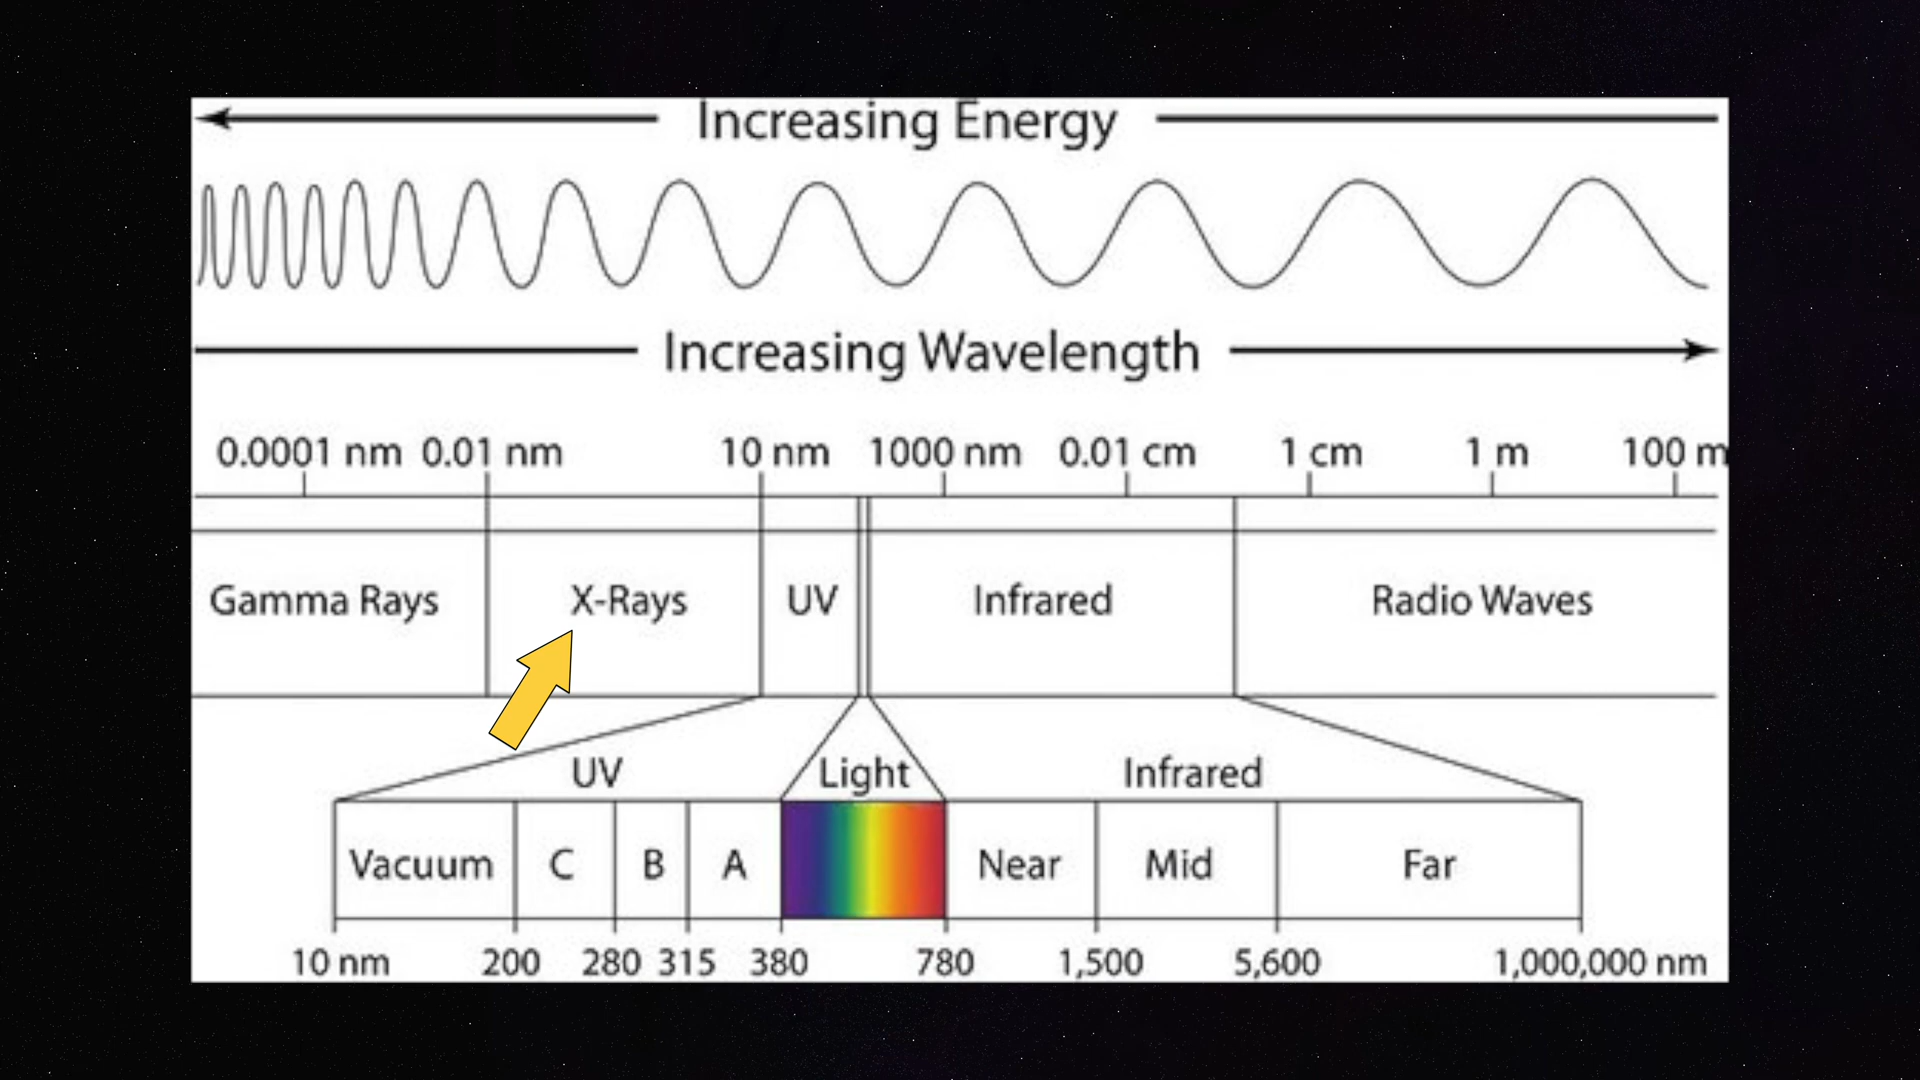 Increasing Energy
Increasing Wavelength
0.0001 nm 0.01 nm 10 nm 1000 nm 0.01 cm 1 cm 1 m 100 m
Gamma Rays X-Rays UV Infrared Radio Waves
UV Light Infrared
Vacuum C B A Near Mid Far
10 nm 200 280 315 380 780 1,500 5,600 1,000,000 nm